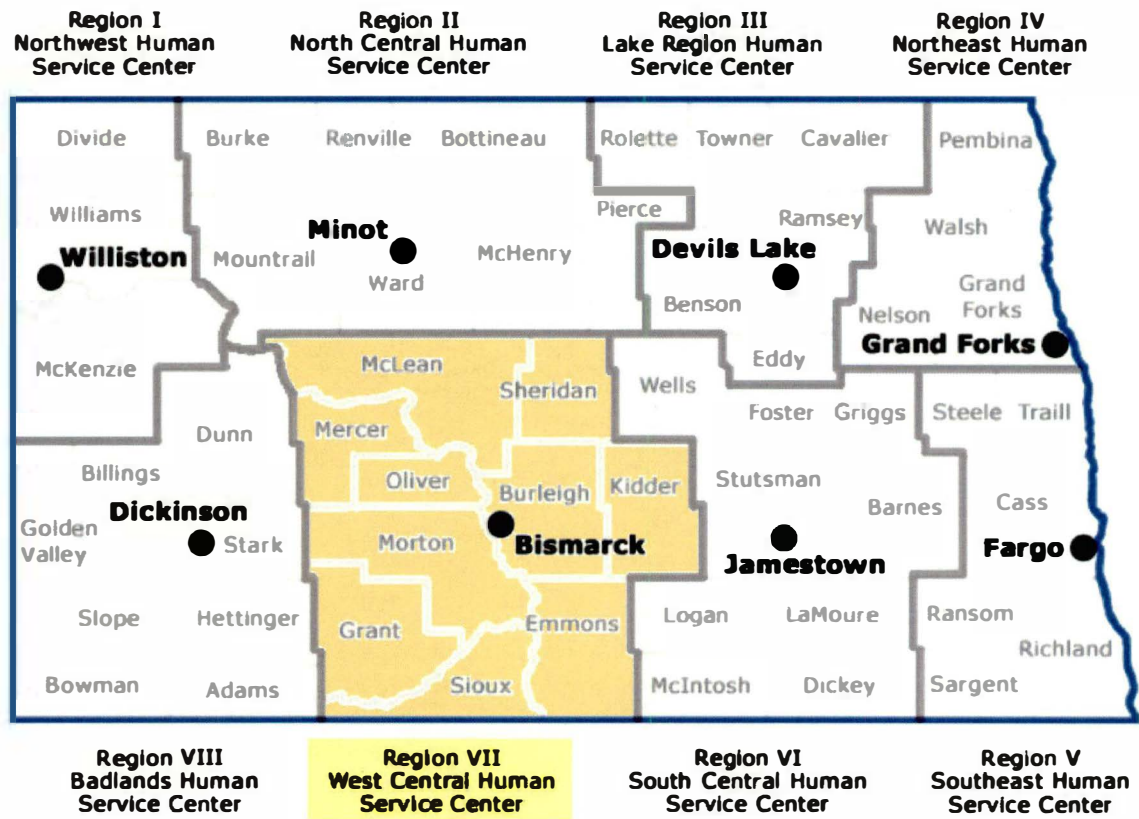 Region I
Northwest Human
Service Center
Region II
North Central Human
Service Center
Region III
Lake Region Human
Service Center
Region IV
Northeast Human
Service Center
Divide
Burke
Renville
Bottineau
Rolette
Towner
Cavalier
Pembina
Williams
Pierce
Ramsey
Walsh
Williston
Minot
Mountrail
McHenry
Devils Lake
Ward
Benson
Grand
Forks
Nelson
Grand Forks
McKenzie
McLean
Sheridan
Wells
Eddy
Foster
Griggs
Steele
Traill
Dunn
Mercer
Billings
Oliver
Burleigh
Kidder
Stutsman
Barnes
Cass
Dickinson
Golden
Valley
Stark
Morton
Bismarck
Jamestown
Fargo
Slope
Hettinger
Grant
Emmons
Logan
LaMoure
Ransom
Richland
Bowman
Adams
Sioux
McIntosh
Dickey
Sargent
Region VIII
Badlands Human
Service Center
Region VII
West Central Human
Service Center
Region VI
South Central Human
Service Center
Region V
Southeast Human
Service Center